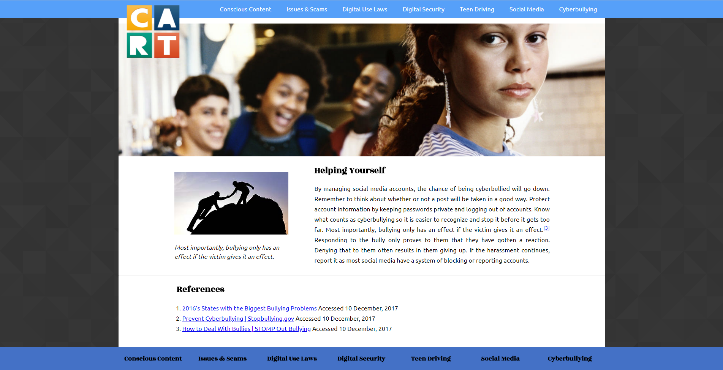 CA
RT
Conscious Content Issues & Scams Digital Use Laws Digital Security Teen Driving Social Media Cyberbullying
Helping Yourself
By managing social media accounts, the chance of being cyberbullied will go down.
Remember to think about whether or not a post will be taken in a good way. Protect
account information by keeping passwords private and logging out of accounts. Know
what counts as cyberbullying so it is easier to recognize and stop it before it gets too
far. Most importantly, bullying only has an effect if the victim gives it an effect.[3]
Responding to the bully only proves to them that they have gotten a reaction.
Denying that to them often results in them giving up. If the harassment continues,
report it as most social media have a system of blocking or reporting accounts.
Most importantly, bullying only has an
effect if the victim gives it an effect.
References
1. 2016's States with the Biggest Bullying Problems Accessed 10 December, 2017
2. Prevent Cyberbullying | Stopbullying.gov Accessed 10 December, 2017
3. How to Deal With Bullies | STOMP Out Bullying Accessed 10 December, 2017
Conscious Content Issues & Scams Digital Use Laws Digital Security Teen Driving Social Media Cyberbullying